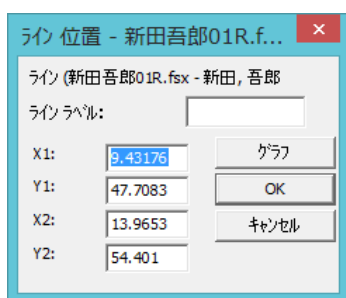 ﾗｲﾝ 位置 - 新田吾郎01R.f...
ﾗｲﾝ (新田吾郎01R.fsx - 新田, 吾郎
ﾗｲﾝ ﾗﾍﾞﾙ:
X1: 9.43176 ｸﾞﾗﾌ
Y1: 47.7083 OK
X2: 13.9653 ｷｬﾝｾﾙ
Y2: 54.401